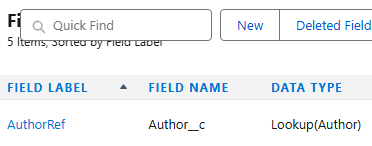 Fi
Quick Find
New
Deleted Field
5 Items, Sorted by Field Label
FIELD LABEL
FIELD NAME
DATA TYPE
AuthorRef
Author__c
Lookup(Author)